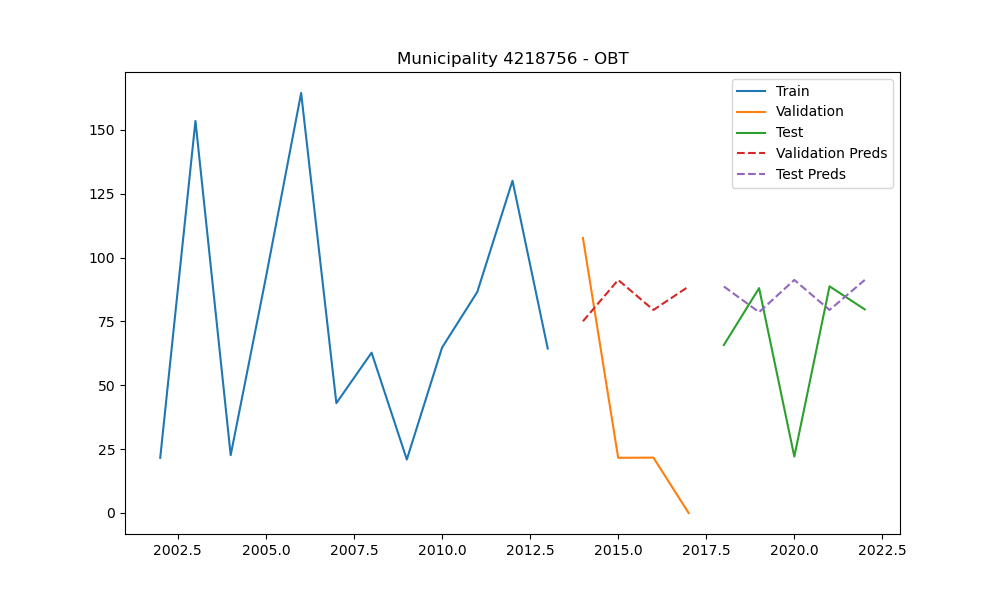 Municipality 4218756 - OBT
Train
Validation
Test
Validation Preds
Test Preds
150
125
100
75
50
25
0
2002.5 2005.0 2007.5 2010.0 2012.5 2015.0 2017.5 2020.0 2022.5